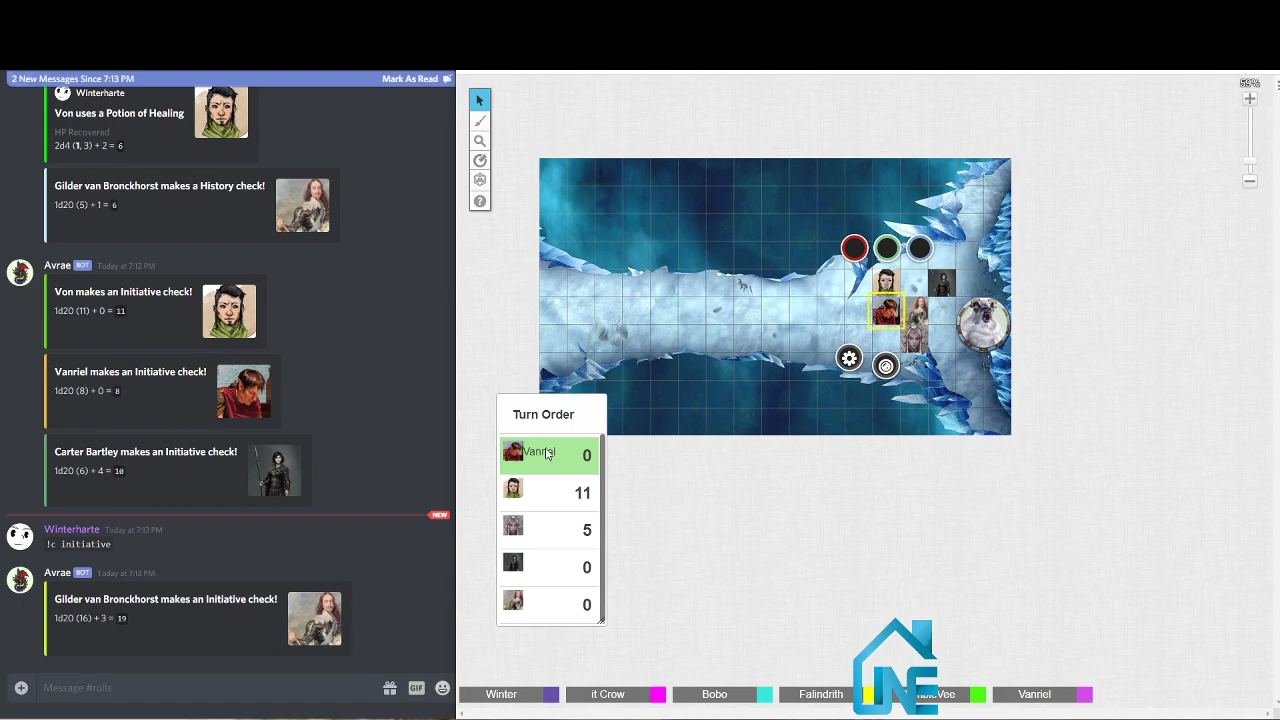 2 New Messages Since 7:13 PM
Mark As Read
Winterharte
Von uses a Potion of Healing
HP Recovered
2d4 (1, 3) + 2 = 6
Gilder van Bronckhorst makes a History check!
1d20 (5) + 1 = 6
Avrae BOT Today at 7:12 PM
Von makes an Initiative check!
1d20 (11) + 0 = 11
Vanriel makes an Initiative check!
1d20 (8) + 0 = 8
Carter Bartley makes an Initiative check!
1d20 (6) + 4 = 10
NEW
Winterharte Today at 7:13 PM
!c initiative
Avrae BOT Today at 7:13 PM
Gilder van Bronckhorst makes an Initiative check!
1d20 (16) + 3 = 19
Message #rolls
GIF
59%
Turn Order
Vanriel 0
11
5
0
0
Winter
it Crow
Bobo
Falindrith
Vanriel
JNE